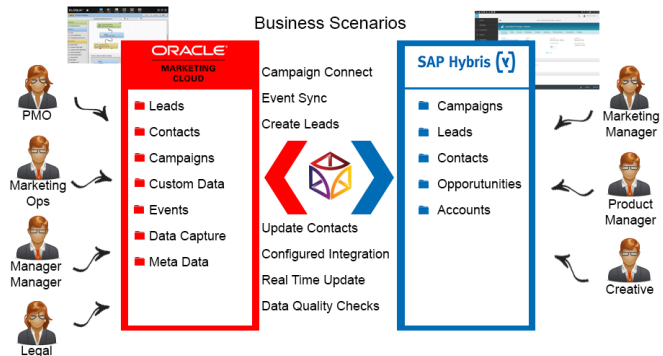 Business Scenarios
ORACLE
MARKETING
CLOUD
Leads
Contacts
Campaigns
Custom Data
Events
Data Capture
Meta Data
Campaign Connect
Event Sync
Create Leads
Update Contacts
Configured Integration
Real Time Update
Data Quality Checks
SAP Hybris (Y)
Campaigns
Leads
Contacts
Opporutunities
Accounts
PMO
Marketing
Ops
Manager
Manager
Legal
Marketing
Manager
Product
Manager
Creative